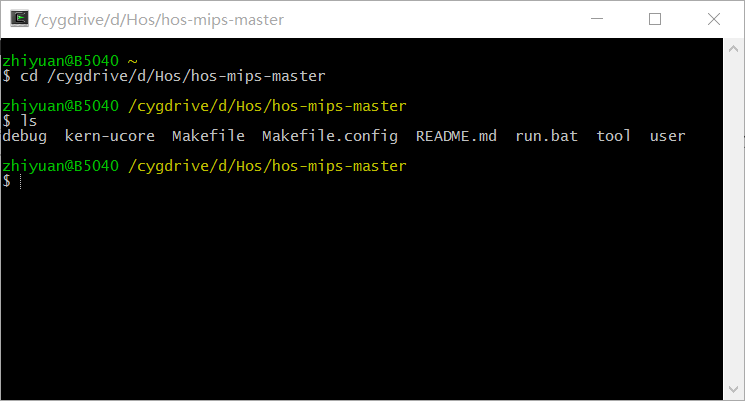 /cygdrive/d/Hos/hos-mips-master
zhiyuan@B5040 ~
$ cd /cygdrive/d/Hos/hos-mips-master
zhiyuan@B5040 /cygdrive/d/Hos/hos-mips-master
$ ls
debug  kern-ucore  Makefile  Makefile.config  README.md  run.bat  tool  user
zhiyuan@B5040 /cygdrive/d/Hos/hos-mips-master
$